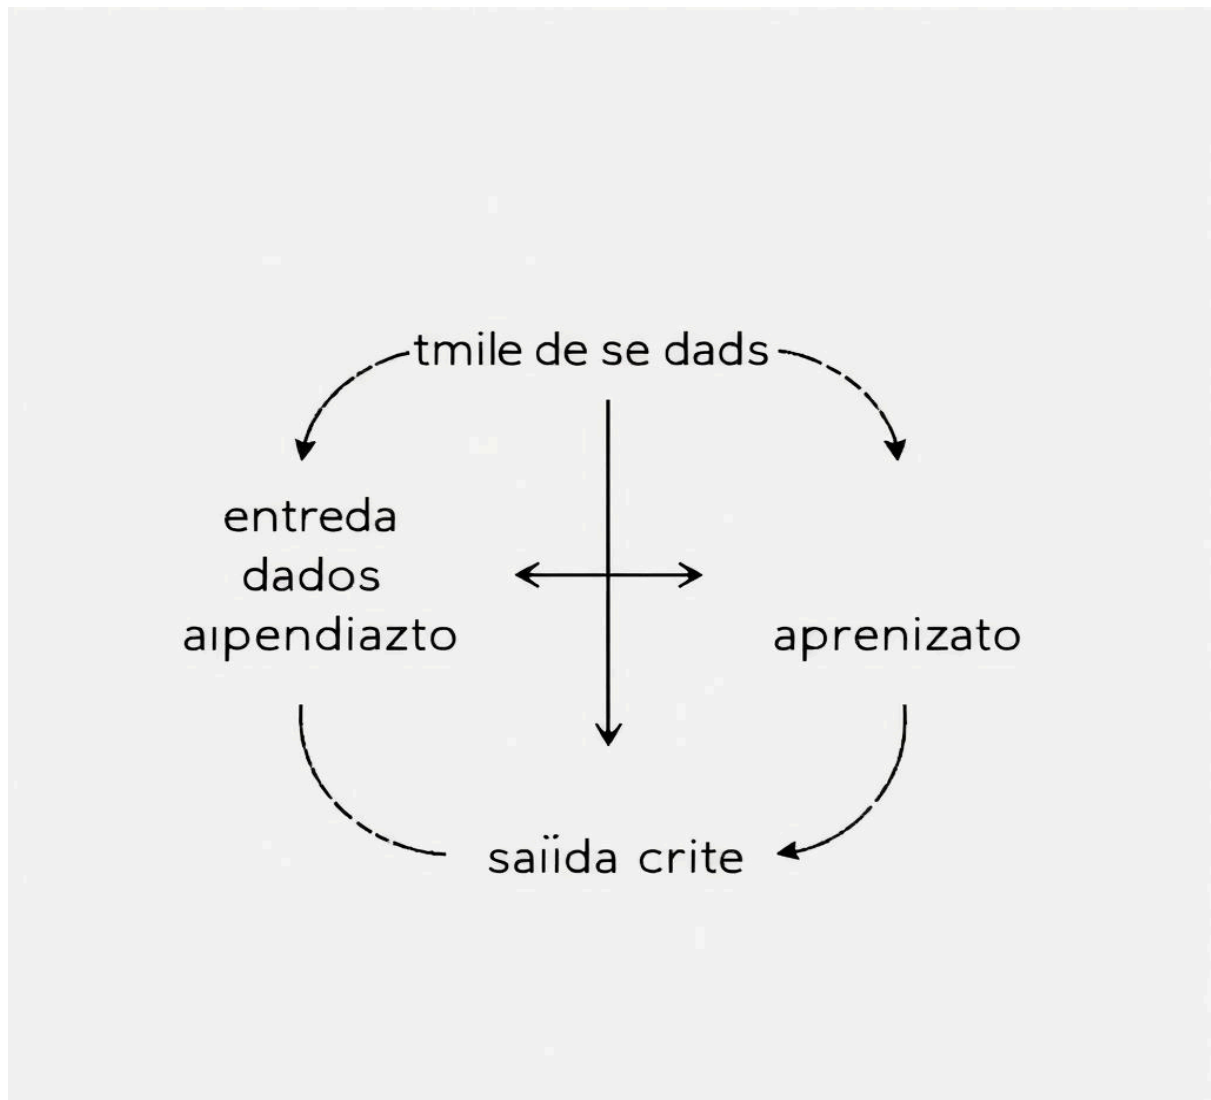 tmile de se dads
entreda
dados
aıpendiazto
aprenizato
saïida crite